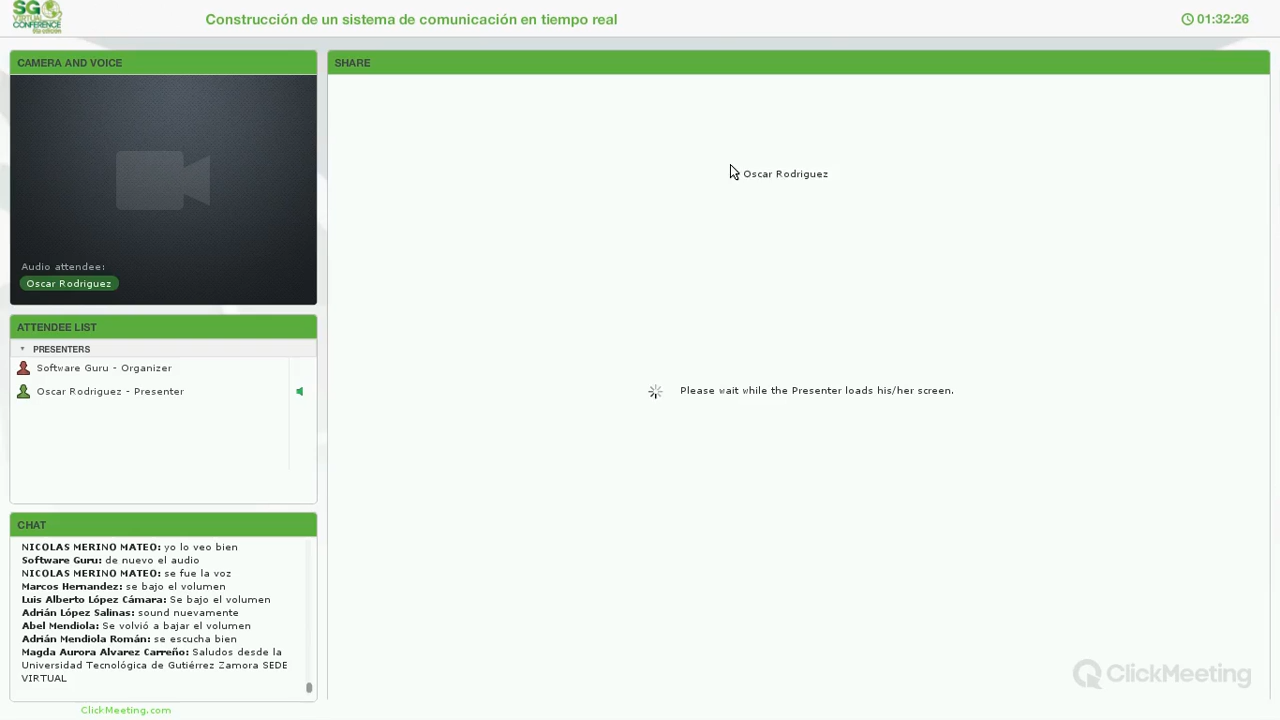 SG
VIRTUAL
CONFERENCE
Construcción de un sistema de comunicación en tiempo real
01:32:26
CAMERA AND VOICE
Audio attendee:
Oscar Rodriguez
ATTENDEE LIST
PRESENTERS
Software Guru - Organizer
Oscar Rodriguez - Presenter
CHAT
NICOLAS MERINO MATEO: yo lo veo bien
Software Guru: de nuevo el audio
NICOLAS MERINO MATEO: se fue la voz
Marcos Hernandez: se bajo el volumen
Luis Alberto López Cámara: Se bajo el volumen
Adrián López Salinas: sound nuevamente
Abel Mendiola: Se volvió a bajar el volumen
Adrián Mendiola Román: se escucha bien
Magda Aurora Alvarez Carreño: Saludos desde la
Universidad Tecnológica de Gutiérrez Zamora SEDE
VIRTUAL
ClickMeeting.com
SHARE
Oscar Rodriguez
Please wait while the Presenter loads his/her screen.
ClickMeeting